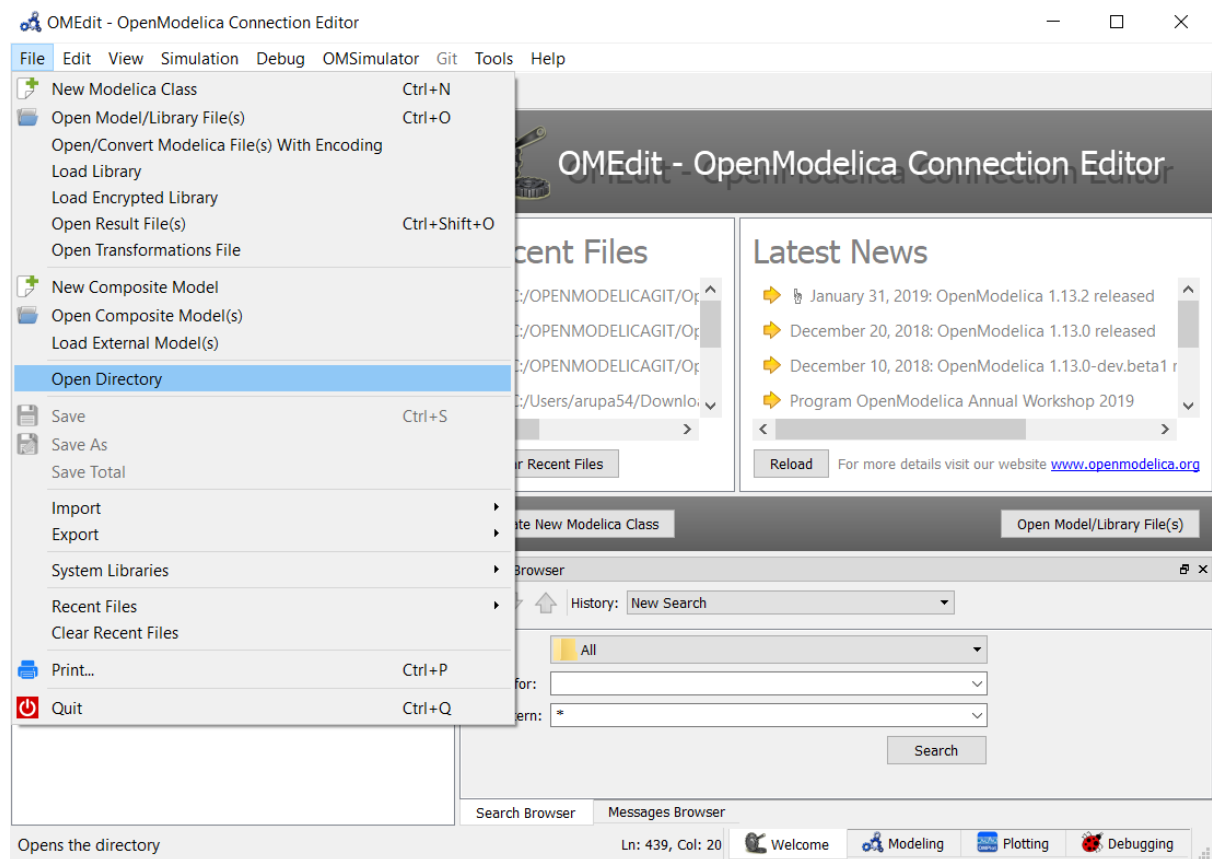 OMEdit - OpenModelica Connection Editor
File Edit View Simulation Debug OMSimulator Git Tools Help
New Modelica Class Ctrl+N
Open Model/Library File(s) Ctrl+O
Open/Convert Modelica File(s) With Encoding
Load Library
Load Encrypted Library
Open Result File(s) Ctrl+Shift+O
Open Transformations File
New Composite Model
Open Composite Model(s)
Load External Model(s)
Open Directory
Save Ctrl+S
Save As
Save Total
Import
Export
System Libraries
Recent Files
Clear Recent Files
Print... Ctrl+P
Quit Ctrl+Q
OMEdit - OpenModelica Connection Editor
cent Files
:/OPENMODELICAGIT/Op
:/OPENMODELICAGIT/Op
:/OPENMODELICAGIT/Op
:/Users/arupa54/Downlo
r Recent Files
Latest News
January 31, 2019: OpenModelica 1.13.2 released
December 20, 2018: OpenModelica 1.13.0 released
December 10, 2018: OpenModelica 1.13.0-dev.beta1 r
Program OpenModelica Annual Workshop 2019
Reload For more details visit our website www.openmodelica.org
te New Modelica Class Open Model/Library File(s)
Browser
History: New Search
All
for:
ern: *
Search
Search Browser Messages Browser
Opens the directory Ln: 439, Col: 20 Welcome Modeling Plotting Debugging